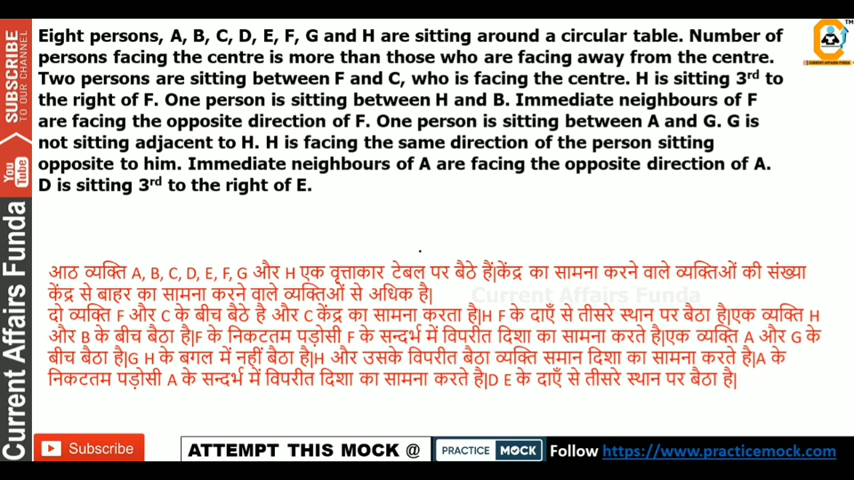 Eight persons, A, B, C, D, E, F, G and H are sitting around a circular table. Number of
persons facing the centre is more than those who are facing away from the centre.
Two persons are sitting between F and C, who is facing the centre. H is sitting 3rd to
the right of F. One person is sitting between H and B. Immediate neighbours of F
are facing the opposite direction of F. One person is sitting between A and G. G is
not sitting adjacent to H. H is facing the same direction of the person sitting
opposite to him. Immediate neighbours of A are facing the opposite direction of A.
D is sitting 3rd to the right of E.
आठ व्यक्ति A, B, C, D, E, F, G और H एक वृत्ताकार टेबल पर बैठे हैं|केंद्र का सामना करने वाले व्यक्तिओं की संख्या
केंद्र से बाहर का सामना करने वाले व्यक्तिओं से अधिक है|
दो व्यक्ति F और C के बीच बैठे है और C केंद्र का सामना करता है|H F के दाएँ से तीसरे स्थान पर बैठा है|एक व्यक्ति H
और B के बीच बैठा है|F के निकटतम पड़ोसी F के सन्दर्भ में विपरीत दिशा का सामना करते है|एक व्यक्ति A और G के
बीच बैठा है|G H के बगल में नहीं बैठा है|H और उसके विपरीत बैठा व्यक्ति समान दिशा का सामना करते है|A के
निकटतम पड़ोसी A के सन्दर्भ में विपरीत दिशा का सामना करते है|D E के दाएँ से तीसरे स्थान पर बैठा है|
Current Affairs Funda
SUBSCRIBE
TO OUR CHANNEL
You Tube
Current Affairs Funda
CURRENT AFFAIRS FUNDA
Subscribe
ATTEMPT THIS MOCK @ PRACTICE MOCK Follow https://www.practicemock.com